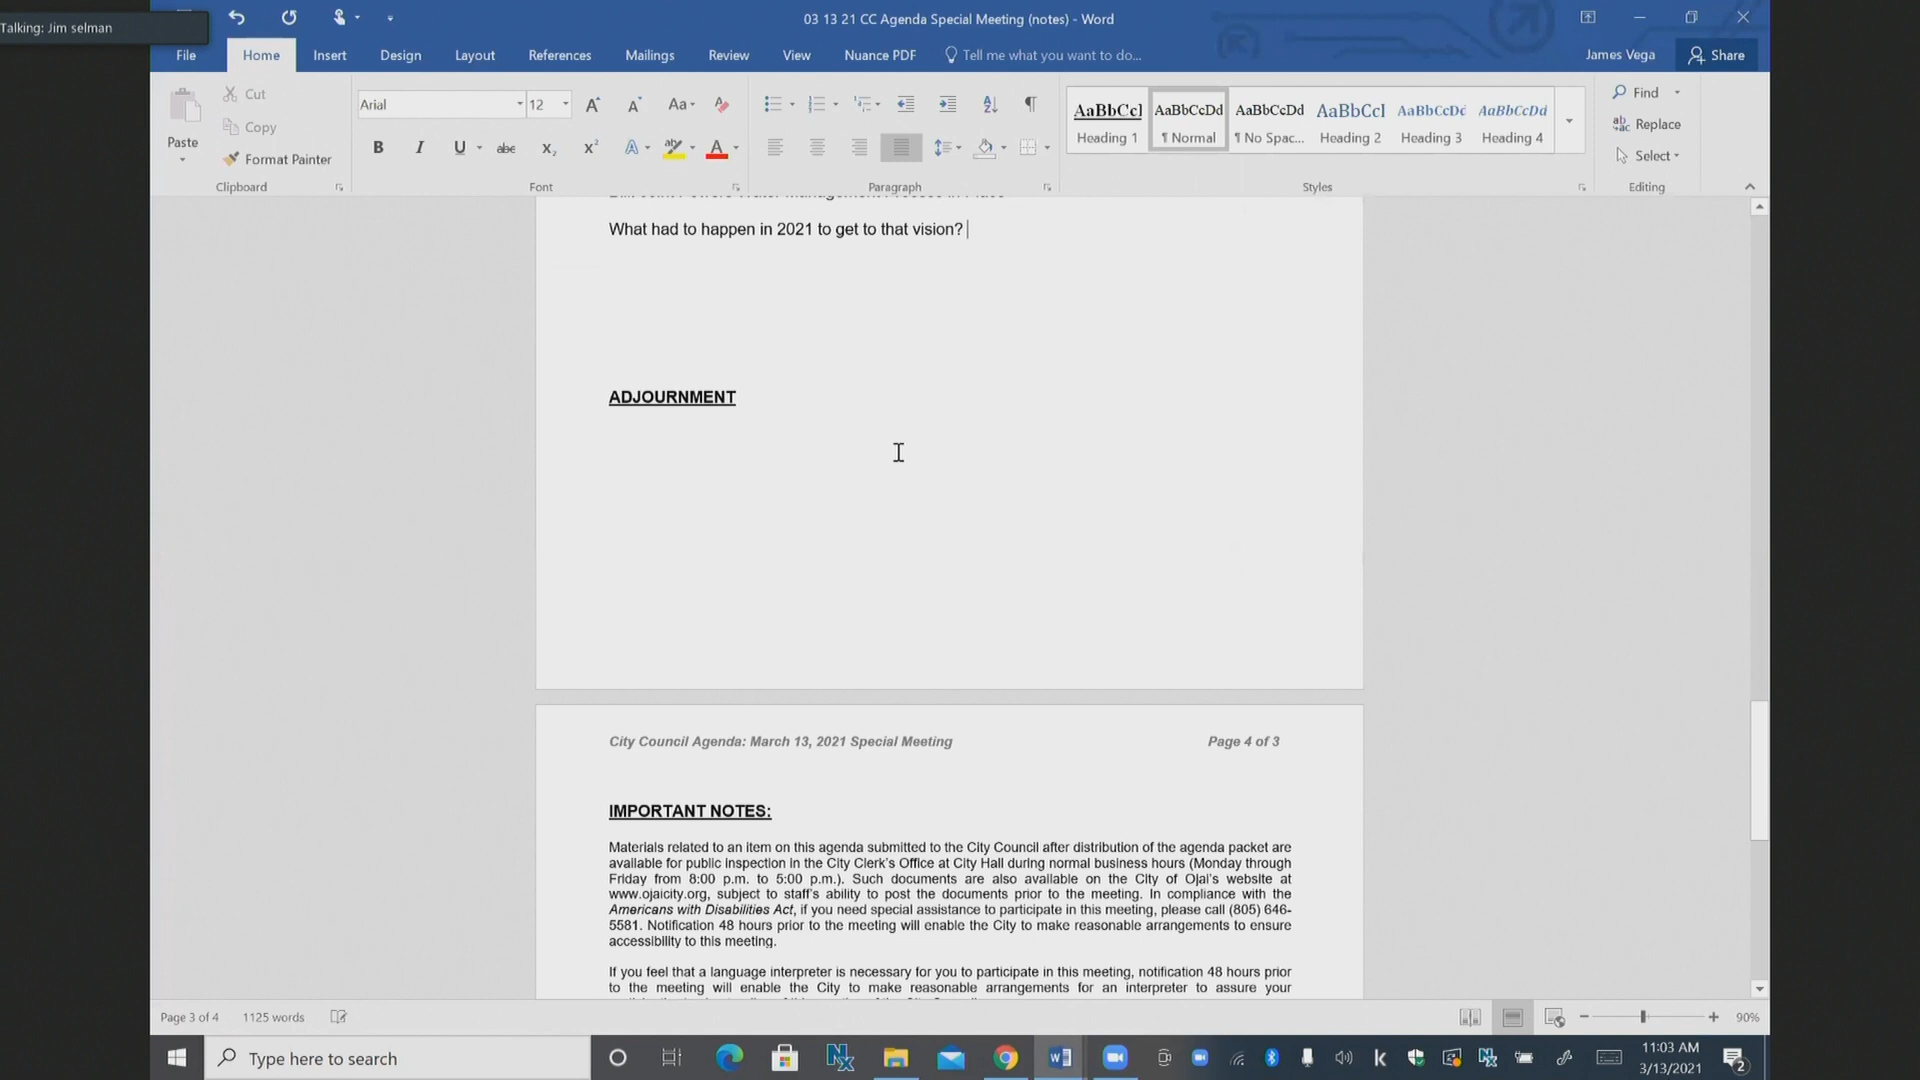 Talking: Jim selman
03 13 21 CC Agenda Special Meeting (notes) - Word
File Home Insert Design Layout References Mailings Review View Nuance PDF Tell me what you want to do... James Vega Share
Paste
Cut
Copy
Format Painter
Clipboard
Arial 12
Font
Paragraph
AaBbCcI AaBbCcDd AaBbCcDd AaBbCcI AaBbCcDc AaBbCcDd
Heading 1 ¶ Normal ¶ No Spac... Heading 2 Heading 3 Heading 4
Styles
Find
Replace
Select
Editing
What had to happen in 2021 to get to that vision?
ADJOURNMENT
City Council Agenda: March 13, 2021 Special Meeting Page 4 of 3
IMPORTANT NOTES:
Materials related to an item on this agenda submitted to the City Council after distribution of the agenda packet are
available for public inspection in the City Clerk's Office at City Hall during normal business hours (Monday through
Friday from 8:00 p.m. to 5:00 p.m.). Such documents are also available on the City of Ojai's website at
www.ojaicity.org, subject to staff's ability to post the documents prior to the meeting. In compliance with the
Americans with Disabilities Act, if you need special assistance to participate in this meeting, please call (805) 646-
5581. Notification 48 hours prior to the meeting will enable the City to make reasonable arrangements to ensure
accessibility to this meeting.
If you feel that a language interpreter is necessary for you to participate in this meeting, notification 48 hours prior
to the meeting will enable the City to make reasonable arrangements for an interpreter to assure your
Page 3 of 4 1125 words 90%
Type here to search
11:03 AM
3/13/2021
2